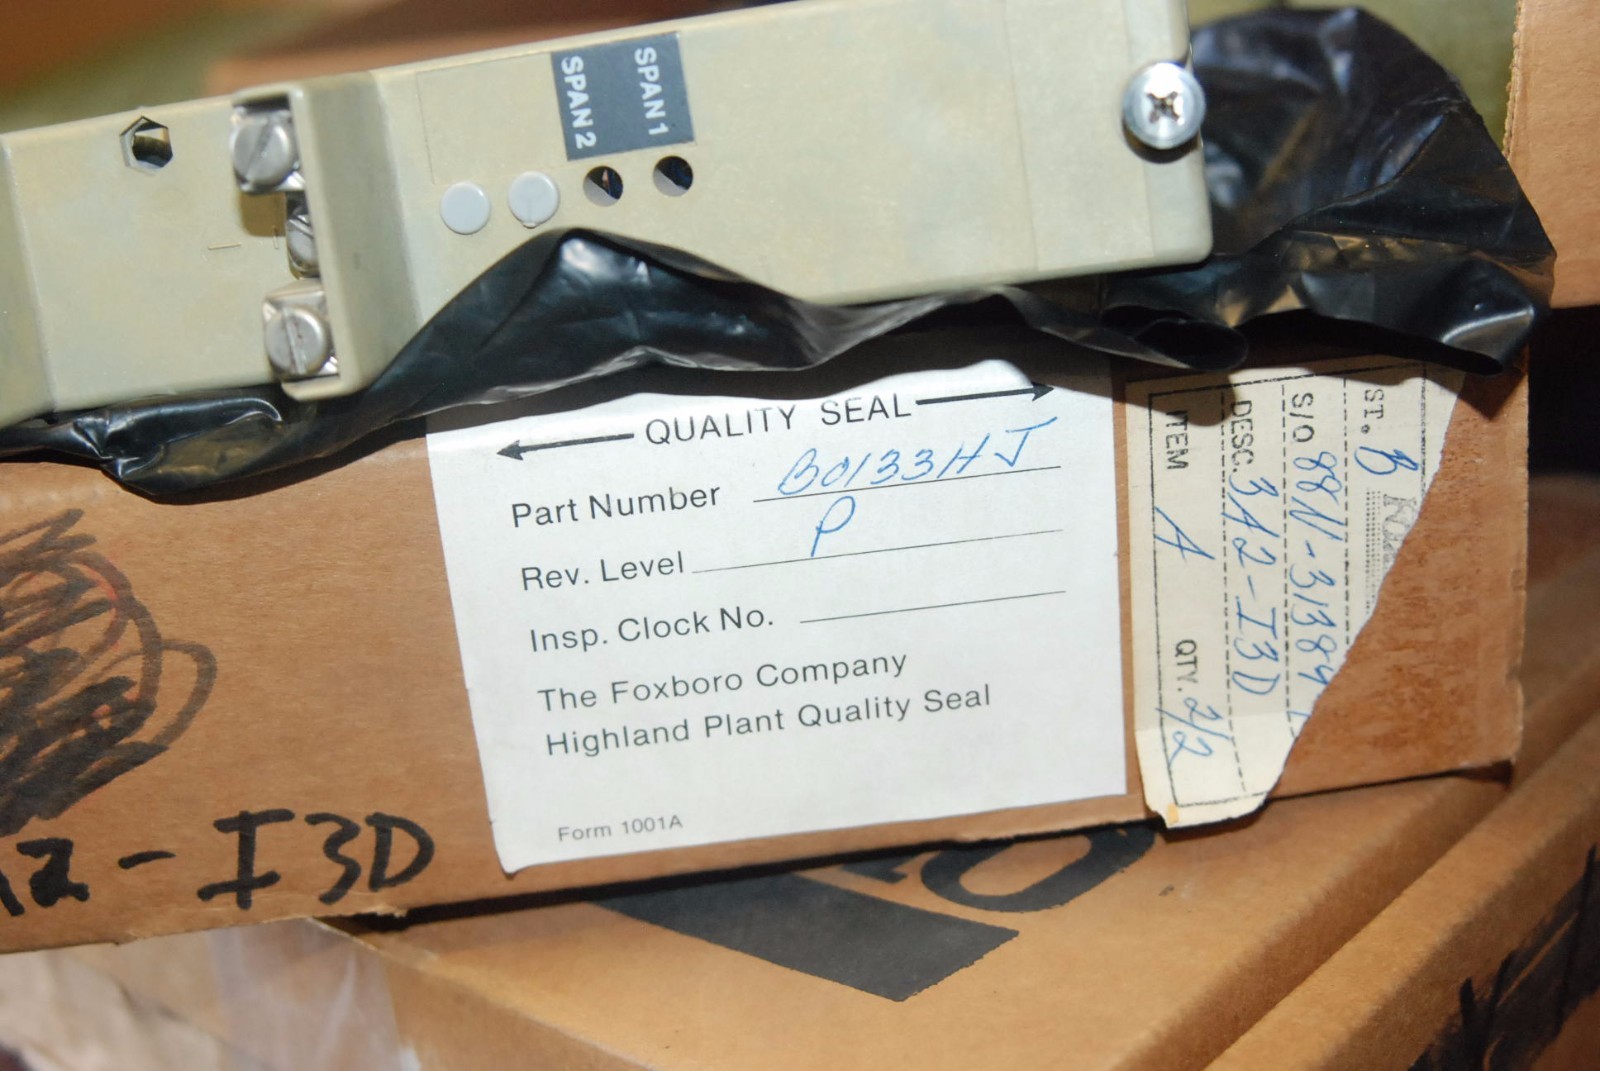 SPAN 1
SPAN 2
QUALITY SEAL
Part Number B0133HJ
Rev. Level P
Insp. Clock No.
The Foxboro Company
Highland Plant Quality Seal
Form 1001A
ST. B
S/O 88N-31384
DESC. 3A2-I3D
ITEM A QTY. 2/2
A2-I3D